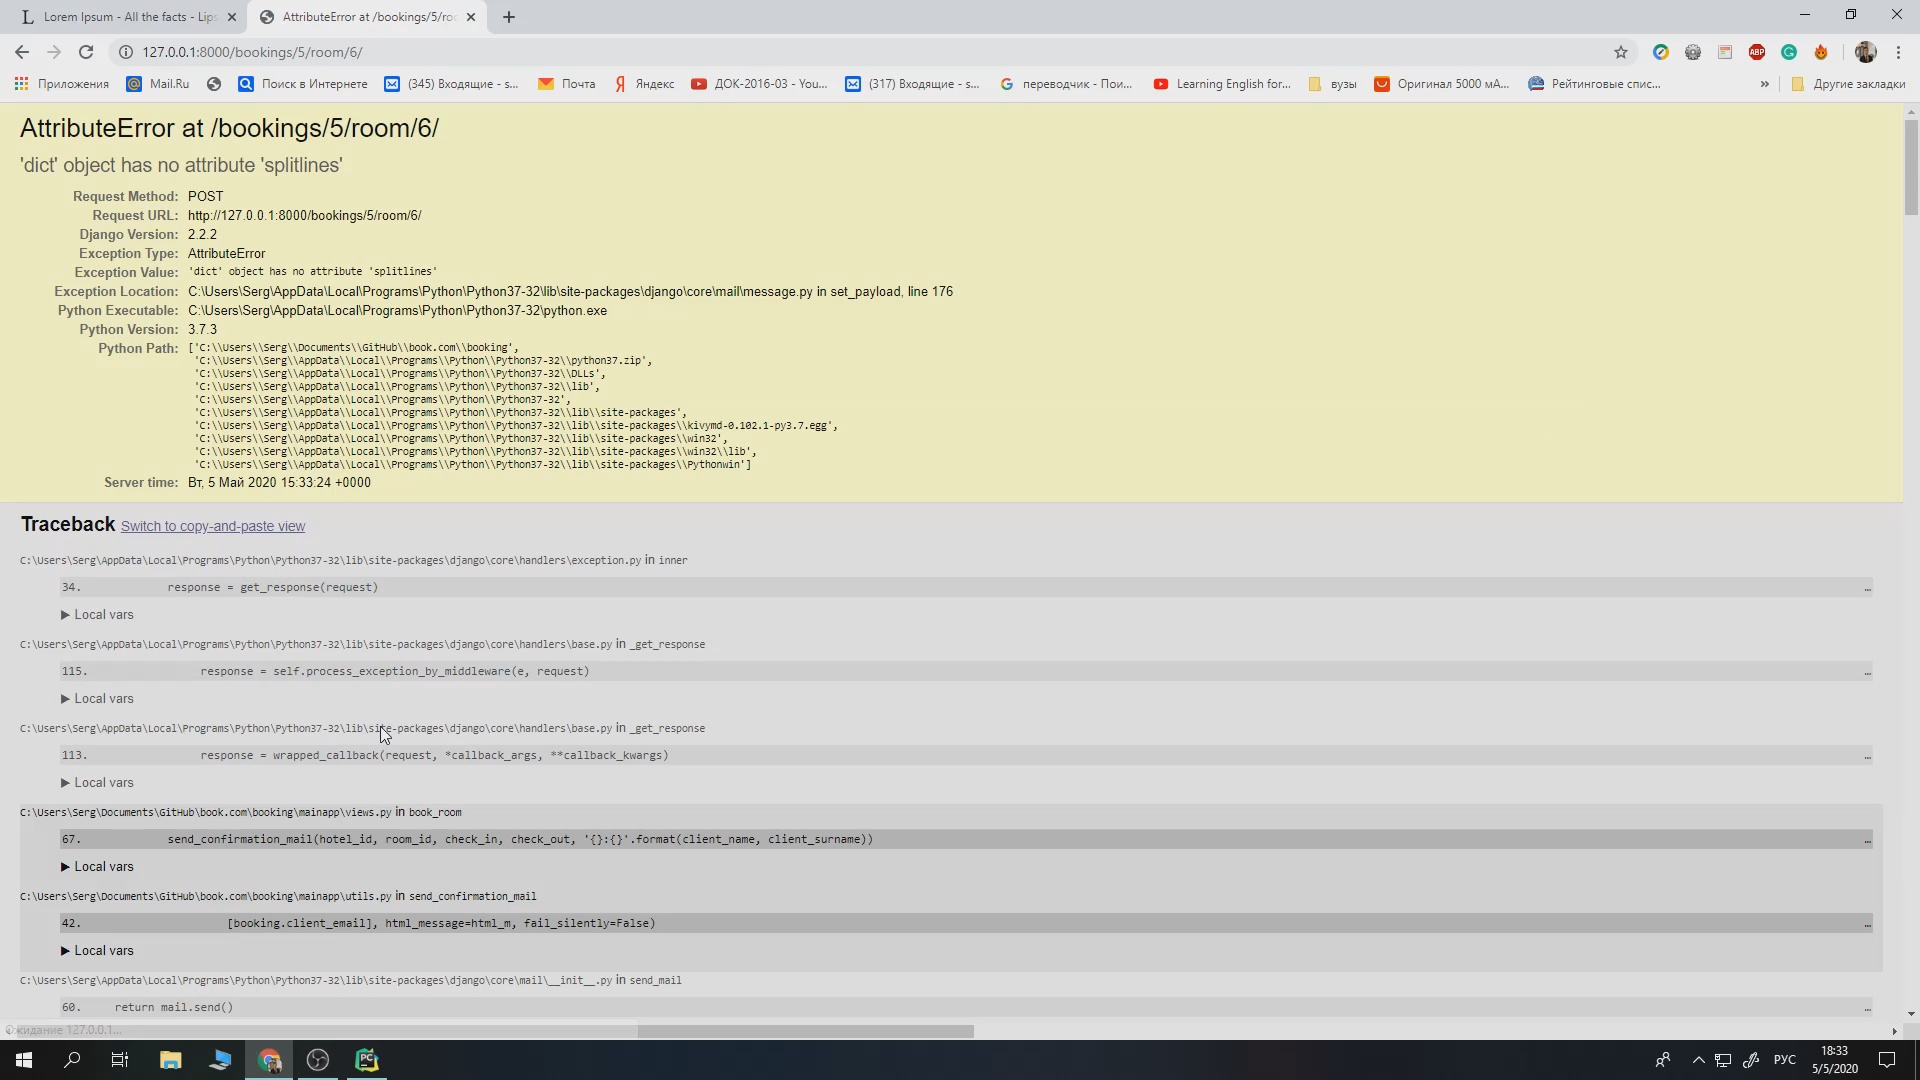 Lorem Ipsum - All the facts - Lips
AttributeError at /bookings/5/roo
127.0.0.1:8000/bookings/5/room/6/
Приложения
Mail.Ru
Поиск в Интернете
(345) Входящие - s...
Почта
Яндекс
ДОК-2016-03 - You...
(317) Входящие - s...
переводчик - Пои...
Learning English for...
вузы
Оригинал 5000 мА...
Рейтинговые спис...
»
Другие закладки
AttributeError at /bookings/5/room/6/
'dict' object has no attribute 'splitlines'
Request Method: POST
Request URL: http://127.0.0.1:8000/bookings/5/room/6/
Django Version: 2.2.2
Exception Type: AttributeError
Exception Value: 'dict' object has no attribute 'splitlines'
Exception Location: C:\Users\Serg\AppData\Local\Programs\Python\Python37-32\lib\site-packages\django\core\mail\message.py in set_payload, line 176
Python Executable: C:\Users\Serg\AppData\Local\Programs\Python\Python37-32\python.exe
Python Version: 3.7.3
Python Path: ['C:\\Users\\Serg\\Documents\\GitHub\\book.com\\booking',
'C:\\Users\\Serg\\AppData\\Local\\Programs\\Python\\Python37-32\\python37.zip',
'C:\\Users\\Serg\\AppData\\Local\\Programs\\Python\\Python37-32\\DLLs',
'C:\\Users\\Serg\\AppData\\Local\\Programs\\Python\\Python37-32\\lib',
'C:\\Users\\Serg\\AppData\\Local\\Programs\\Python\\Python37-32',
'C:\\Users\\Serg\\AppData\\Local\\Programs\\Python\\Python37-32\\lib\\site-packages',
'C:\\Users\\Serg\\AppData\\Local\\Programs\\Python\\Python37-32\\lib\\site-packages\\kivymd-0.102.1-py3.7.egg',
'C:\\Users\\Serg\\AppData\\Local\\Programs\\Python\\Python37-32\\lib\\site-packages\\win32',
'C:\\Users\\Serg\\AppData\\Local\\Programs\\Python\\Python37-32\\lib\\site-packages\\win32\\lib',
'C:\\Users\\Serg\\AppData\\Local\\Programs\\Python\\Python37-32\\lib\\site-packages\\Pythonwin']
Server time: Вт, 5 Май 2020 15:33:24 +0000
Traceback Switch to copy-and-paste view
C:\Users\Serg\AppData\Local\Programs\Python\Python37-32\lib\site-packages\django\core\handlers\exception.py in inner
34. response = get_response(request) ...
▶ Local vars
C:\Users\Serg\AppData\Local\Programs\Python\Python37-32\lib\site-packages\django\core\handlers\base.py in _get_response
115. response = self.process_exception_by_middleware(e, request) ...
▶ Local vars
C:\Users\Serg\AppData\Local\Programs\Python\Python37-32\lib\site-packages\django\core\handlers\base.py in _get_response
113. response = wrapped_callback(request, *callback_args, **callback_kwargs) ...
▶ Local vars
C:\Users\Serg\Documents\GitHub\book.com\booking\mainapp\views.py in book_room
67. send_confirmation_mail(hotel_id, room_id, check_in, check_out, '{}:{}'.format(client_name, client_surname)) ...
▶ Local vars
C:\Users\Serg\Documents\GitHub\book.com\booking\mainapp\utils.py in send_confirmation_mail
42. [booking.client_email], html_message=html_m, fail_silently=False) ...
▶ Local vars
C:\Users\Serg\AppData\Local\Programs\Python\Python37-32\lib\site-packages\django\core\mail\__init__.py in send_mail
60. return mail.send() ...
Ожидание 127.0.0.1...
РУС
18:33
5/5/2020